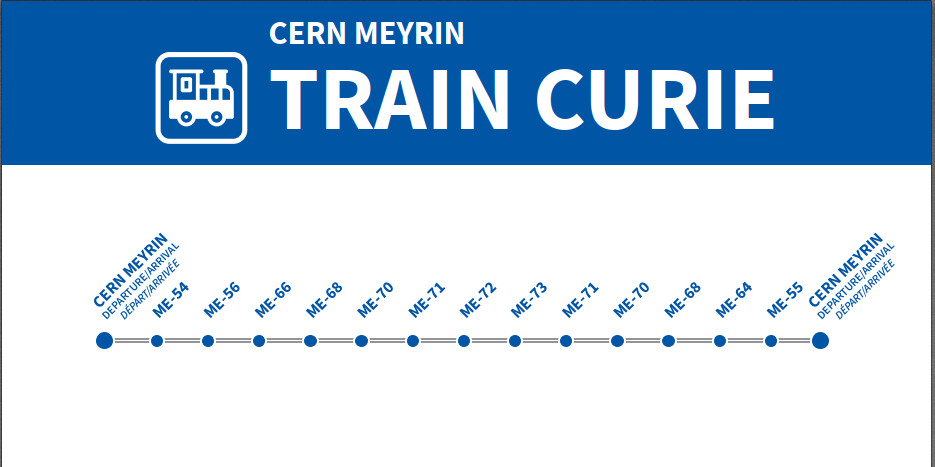 CERN MEYRIN
TRAIN CURIE
CERN MEYRIN
DEPARTURE/ARRIVAL
DÉPART/ARRIVÉE
ME-54
ME-56
ME-66
ME-68
ME-70
ME-71
ME-72
ME-73
ME-71
ME-70
ME-68
ME-64
ME-55
CERN MEYRIN
DEPARTURE/ARRIVAL
DÉPART/ARRIVÉE